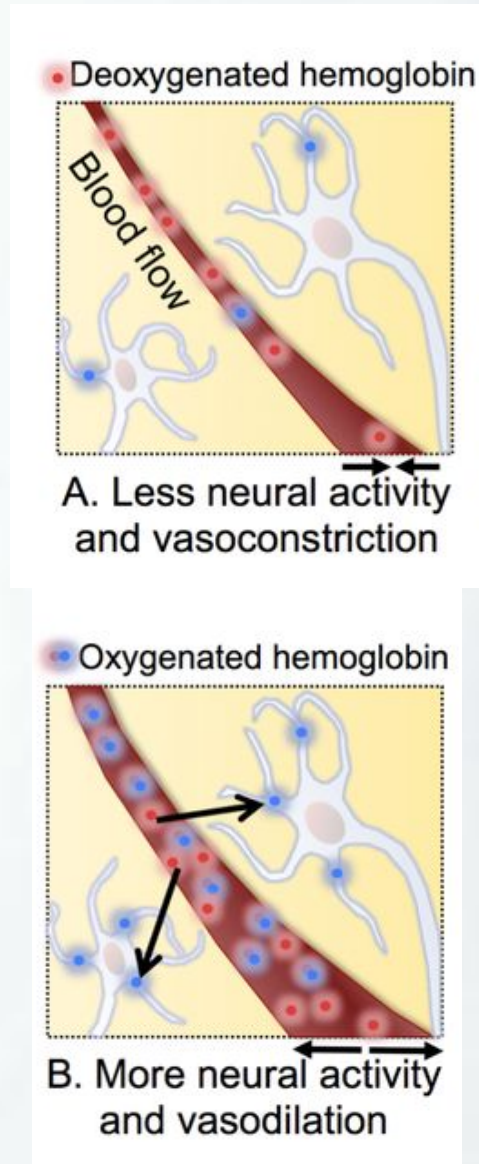 Deoxygenated hemoglobin
Blood flow
A. Less neural activity
and vasoconstriction
Oxygenated hemoglobin
B. More neural activity
and vasodilation